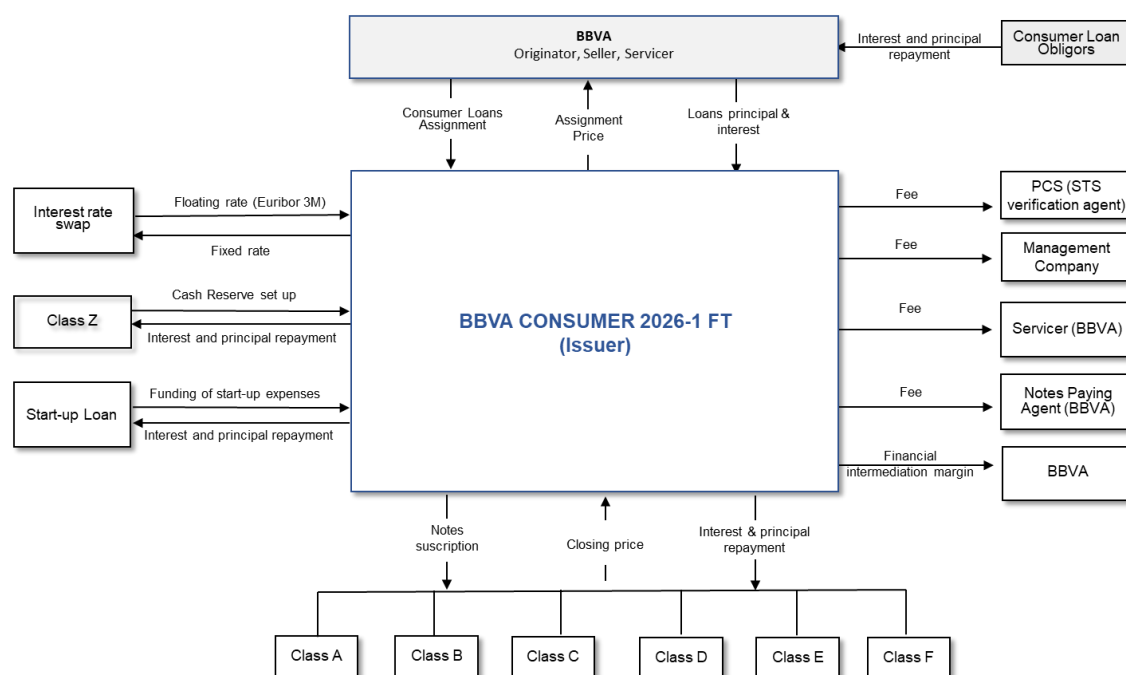 BBVA
Originator, Seller, Servicer
Interest and principal
repayment
Consumer Loan
Obligors
Consumer Loans
Assignment
Assignment
Price
Loans principal &
interest
Interest rate
swap
Floating rate (Euribor 3M)
Fixed rate
Class Z
Cash Reserve set up
Interest and principal repayment
Start-up Loan
Funding of start-up expenses
Interest and principal repayment
BBVA CONSUMER 2026-1 FT
(Issuer)
Fee
PCS (STS
verification agent)
Fee
Management
Company
Fee
Servicer (BBVA)
Fee
Notes Paying
Agent (BBVA)
Financial
intermediation margin
BBVA
Notes
suscription
Closing price
Interest & principal
repayment
Class A
Class B
Class C
Class D
Class E
Class F